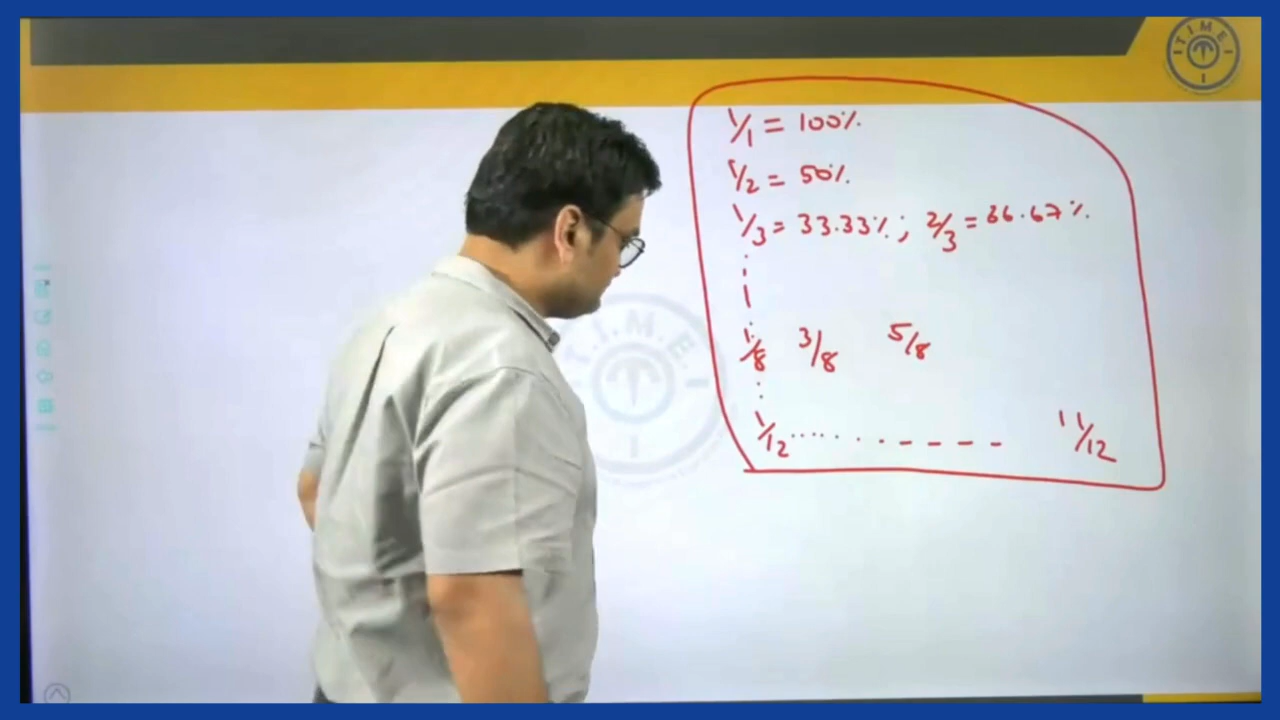 T.I.M.E.
1/1 = 100%
1/2 = 50%
1/3 = 33.33%; 2/3 = 66.67%
1/8 3/8 5/8
1/12 ........ - - - - 11/12
T.I.M.E.